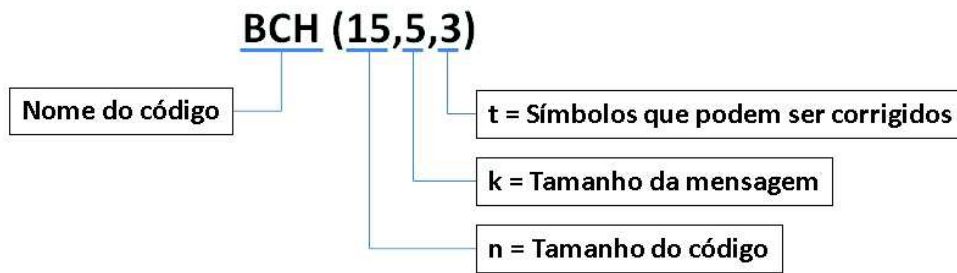 BCH (15,5,3)
Nome do código
t = Símbolos que podem ser corrigidos
k = Tamanho da mensagem
n = Tamanho do código